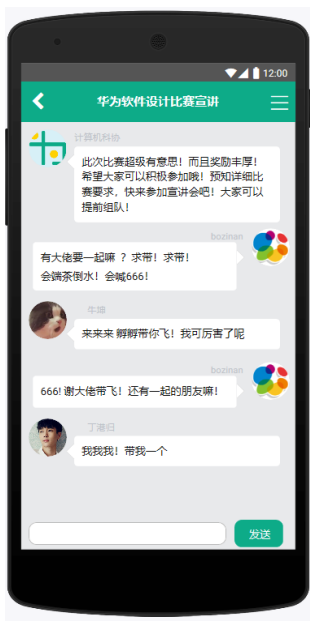 12:00
华为软件设计比赛宣讲
计算机科协
此次比赛超级有意思！而且奖励丰厚！
希望大家可以积极参加哦！预知详细比
赛要求，快来参加宣讲会吧！大家可以
提前组队！
bozinan
有大佬要一起嘛 ？求带！求带！
会端茶倒水！会喊666!
来来来 孵孵带你飞！我可厉害了呢
bozinan
666! 谢大佬带飞！还有一起的朋友嘛！
我我我！带我一个
发送